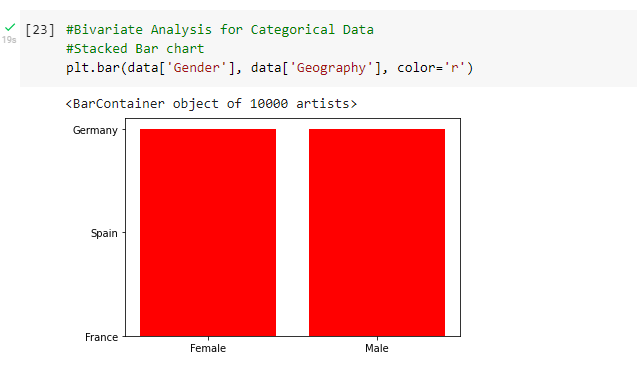 [23] #Bivariate Analysis for Categorical Data
#Stacked Bar chart
19s
plt.bar(data['Gender'], data['Geography'], color='r')
<BarContainer object of 10000 artists>
Germany
Spain
France
Female Male